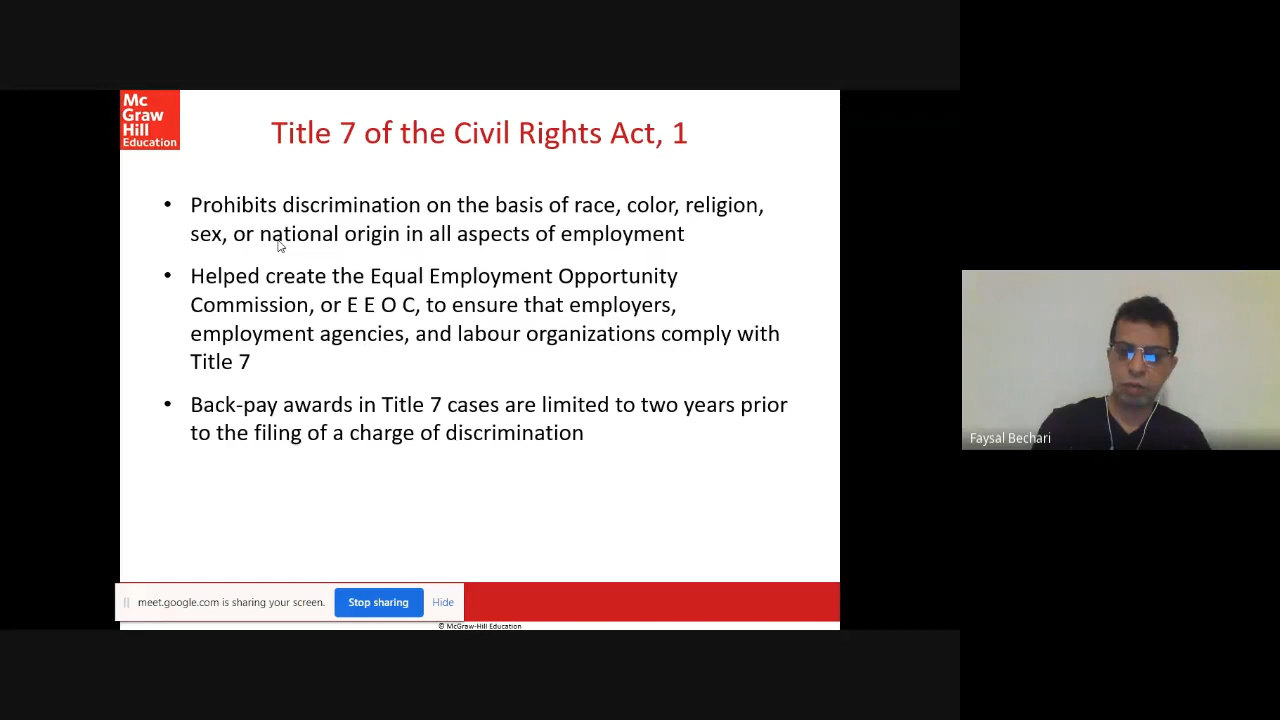 Mc
Graw
Hill
Education
Title 7 of the Civil Rights Act, 1
• Prohibits discrimination on the basis of race, color, religion,
sex, or national origin in all aspects of employment
• Helped create the Equal Employment Opportunity
Commission, or E E O C, to ensure that employers,
employment agencies, and labour organizations comply with
Title 7
• Back-pay awards in Title 7 cases are limited to two years prior
to the filing of a charge of discrimination
Faysal Bechari
meet.google.com is sharing your screen.
Stop sharing
Hide
© McGraw-Hill Education